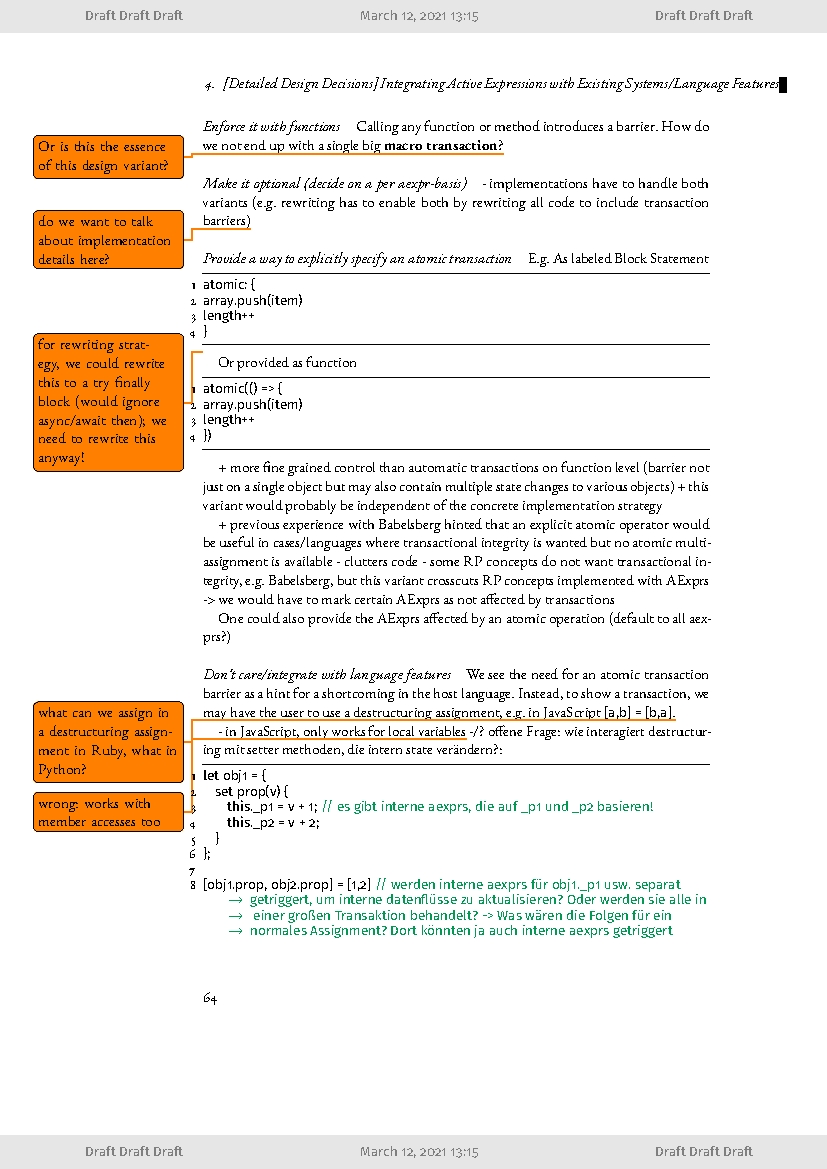 Draft Draft Draft March 12, 2021 13:15 Draft Draft Draft
4. [Detailed Design Decisions] Integrating Active Expressions with Existing Systems/Language Features
Enforce it with functions Calling any function or method introduces a barrier. How do
we not end up with a single big macro transaction?
Or is this the essence
of this design variant?
Make it optional (decide on a per aexpr-basis) - implementations have to handle both
variants (e.g. rewriting has to enable both by rewriting all code to include transaction
barriers)
do we want to talk
about implementation
details here?
Provide a way to explicitly specify an atomic transaction E.g. As labeled Block Statement
1 atomic: {
2 array.push(item)
3 length++
4 }
for rewriting strat-
egy, we could rewrite
this to a try finally
block (would ignore
async/await then); we
need to rewrite this
anyway!
Or provided as function
1 atomic(() => {
2 array.push(item)
3 length++
4 })
+ more fine grained control than automatic transactions on function level (barrier not
just on a single object but may also contain multiple state changes to various objects) + this
variant would probably be independent of the concrete implementation strategy
+ previous experience with Babelsberg hinted that an explicit atomic operator would
be useful in cases/languages where transactional integrity is wanted but no atomic multi-
assignment is available - clutters code - some RP concepts do not want transactional in-
tegrity, e.g. Babelsberg, but this variant crosscuts RP concepts implemented with AExprs
-> we would have to mark certain AExprs as not affected by transactions
One could also provide the AExprs affected by an atomic operation (default to all aex-
prs?)
Don't care/integrate with language features We see the need for an atomic transaction
barrier as a hint for a shortcoming in the host language. Instead, to show a transaction, we
may have the user to use a destructuring assignment, e.g. in JavaScript [a,b] = [b,a].
- in JavaScript, only works for local variables -/? offene Frage: wie interagiert destructur-
ing mit setter methoden, die intern state verändern?:
what can we assign in
a destructuring assign-
ment in Ruby, what in
Python?
wrong: works with
member accesses too
1 let obj1 = {
2 set prop(v) {
3 this._p1 = v + 1; // es gibt interne aexprs, die auf _p1 und _p2 basieren!
4 this._p2 = v + 2;
5 }
6 };
7
8 [obj1.prop, obj2.prop] = [1,2] // werden interne aexprs für obj1._p1 usw. separat
→ getriggert, um interne datenflüsse zu aktualisieren? Oder werden sie alle in
→ einer großen Transaktion behandelt? -> Was wären die Folgen für ein
→ normales Assignment? Dort könnten ja auch interne aexprs getriggert
64
Draft Draft Draft March 12, 2021 13:15 Draft Draft Draft